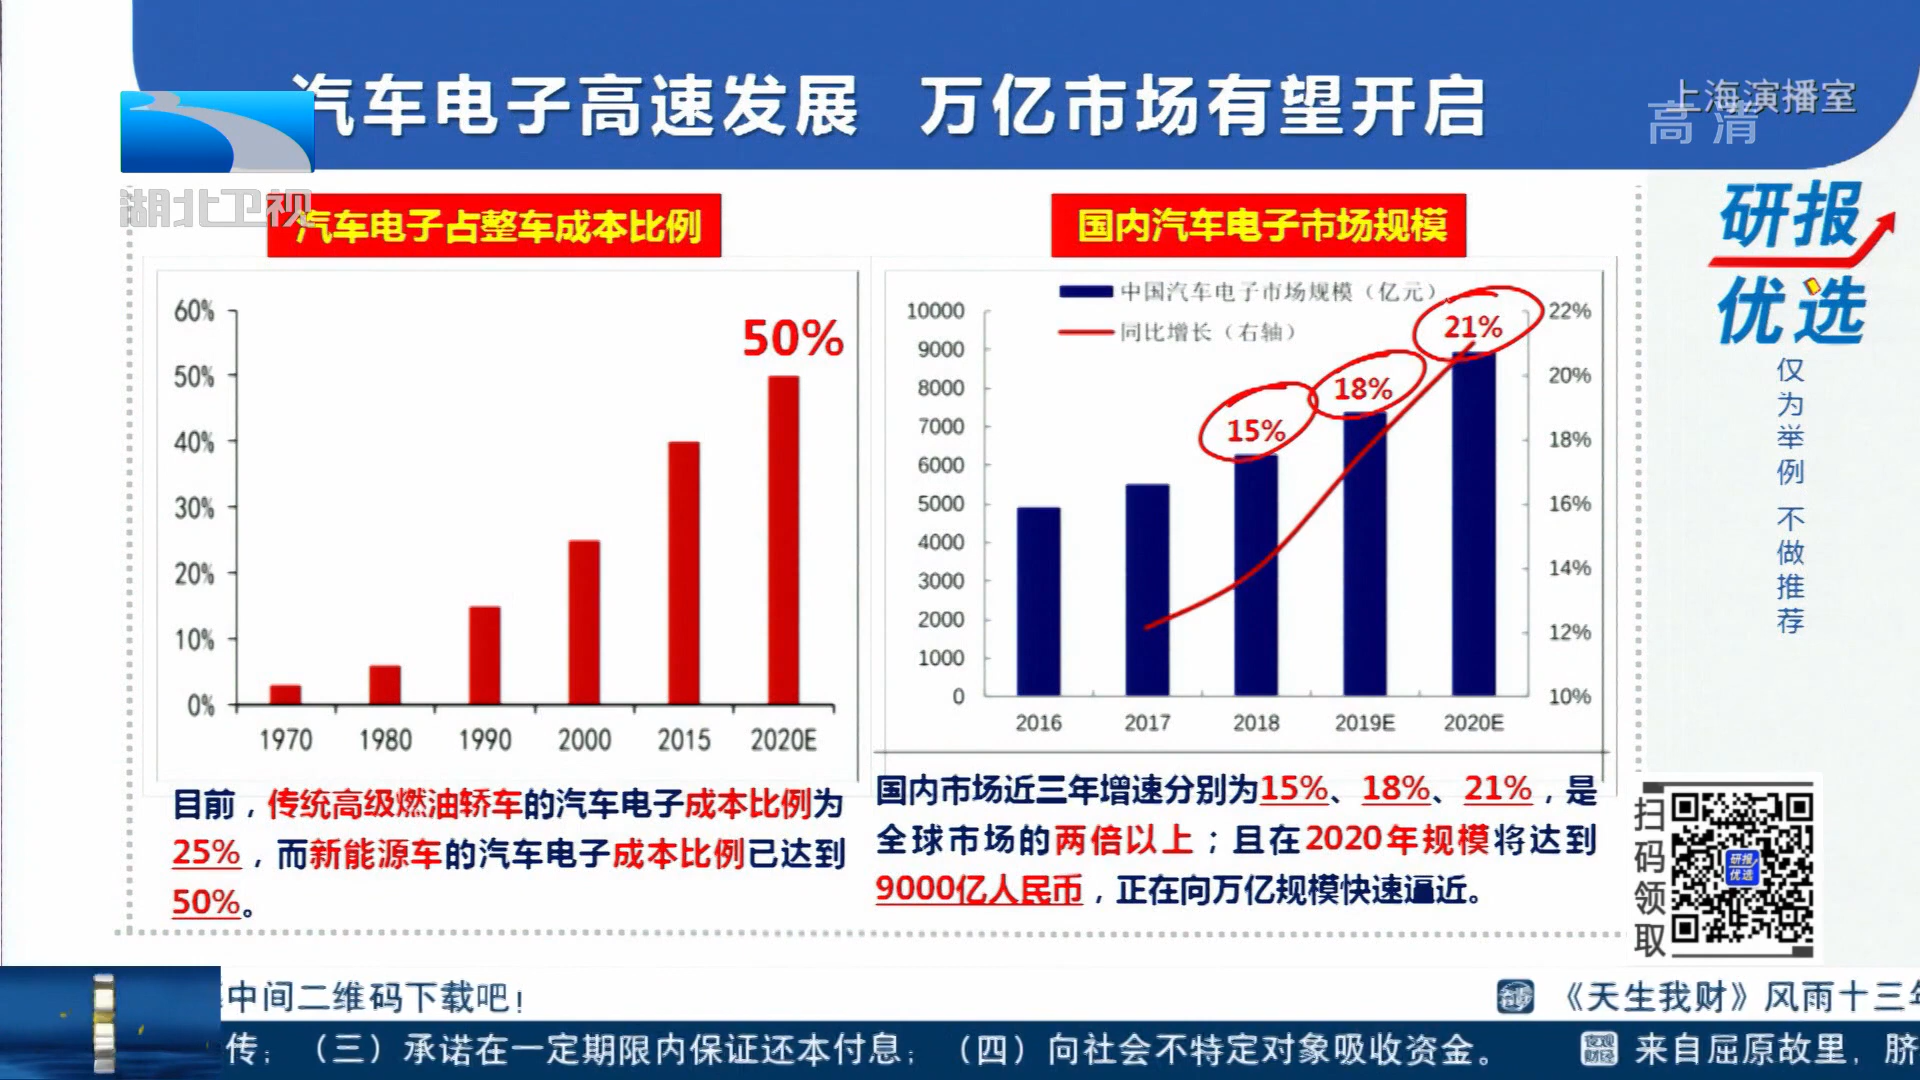 汽车电子高速发展 万亿市场有望开启
上海演播室
高清
湖北卫视
汽车电子占整车成本比例
国内汽车电子市场规模
研报
优选
仅为举例 不做推荐
60%
50%
40%
30%
20%
10%
0%
50%
1970 1980 1990 2000 2015 2020E
中国汽车电子市场规模（亿元）
同比增长（右轴）
10000
9000
8000
7000
6000
5000
4000
3000
2000
1000
0
15%
18%
21%
22%
20%
18%
16%
14%
12%
10%
2016 2017 2018 2019E 2020E
目前，传统高级燃油轿车的汽车电子成本比例为
25%，而新能源车的汽车电子成本比例已达到
50%。
国内市场近三年增速分别为15%、18%、21%，是
全球市场的两倍以上；且在2020年规模将达到
9000亿人民币，正在向万亿规模快速逼近。
扫码领取
研报
优选
中间二维码下载吧！
《天生我财》风雨十三年
传；（三）承诺在一定期限内保证还本付息；（四）向社会不特定对象吸收资金。
来自屈原故里，脐